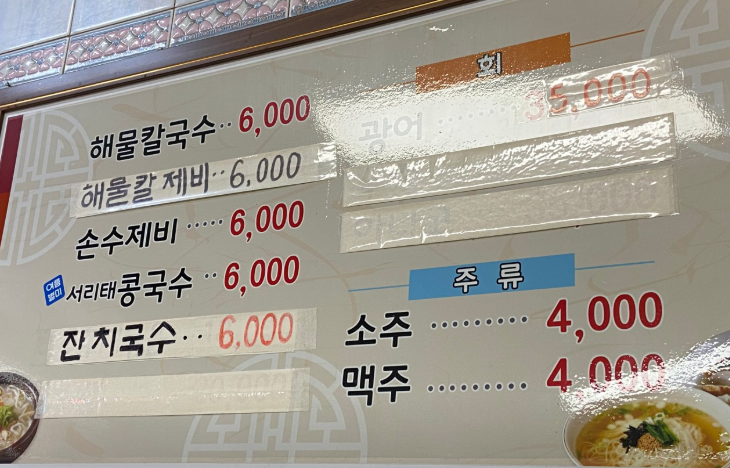 해물칼국수·· 6,000
해물칼제비·· 6,000
손수제비 ····· 6,000
여름별미 서리태콩국수 ·· 6,000
잔치국수·· 6,000
회
광어 ········ 35,000
주류
소주 ········· 4,000
맥주 ········· 4,000